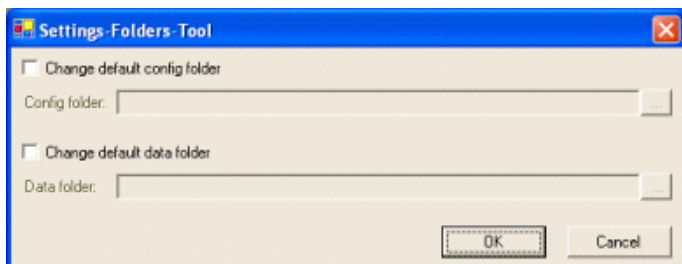 Settings-Folders-Tool
Change default config folder
Config folder: ...
Change default data folder
Data folder: ...
OK Cancel